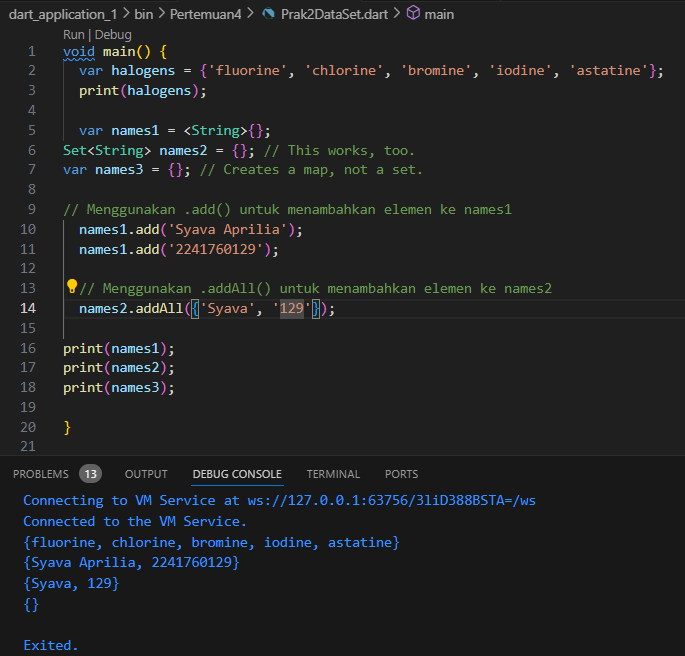 dart_application_1 > bin > Pertemuan4 > Prak2DataSet.dart > main
Run | Debug
1 void main() {
2 var halogens = {'fluorine', 'chlorine', 'bromine', 'iodine', 'astatine'};
3 print(halogens);
4
5 var names1 = <String>{};
6 Set<String> names2 = {}; // This works, too.
7 var names3 = {}; // Creates a map, not a set.
8
9 // Menggunakan .add() untuk menambahkan elemen ke names1
10 names1.add('Syava Aprilia');
11 names1.add('2241760129');
12
13 // Menggunakan .addAll() untuk menambahkan elemen ke names2
14 names2.addAll({'Syava', '129'});
15
16 print(names1);
17 print(names2);
18 print(names3);
19
20 }
21
PROBLEMS 13 OUTPUT DEBUG CONSOLE TERMINAL PORTS
Connecting to VM Service at ws://127.0.0.1:63756/3liD388BSTA=/ws
Connected to the VM Service.
{fluorine, chlorine, bromine, iodine, astatine}
{Syava Aprilia, 2241760129}
{Syava, 129}
{}
Exited.